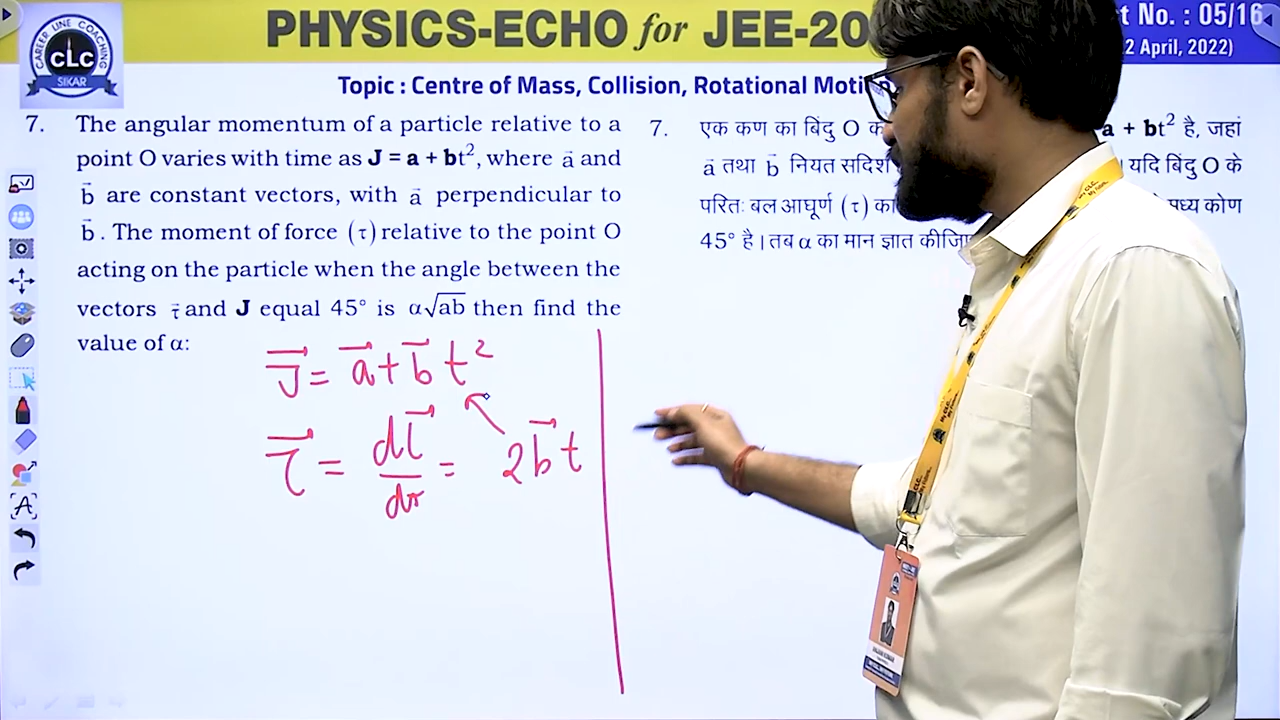 PHYSICS-ECHO for JEE-20
t No. : 05/16
2 April, 2022)
CAREER LINE COACHING
CLC
SIKAR
Topic : Centre of Mass, Collision, Rotational Motion
7. The angular momentum of a particle relative to a
point O varies with time as J = a + bt², where a⃗ and
b⃗ are constant vectors, with a⃗ perpendicular to
b⃗. The moment of force (τ) relative to the point O
acting on the particle when the angle between the
vectors τ⃗ and J equal 45° is α√ab then find the
value of α:
7. एक कण का बिंदु O क a + bt² है, जहां
a⃗ तथा b⃗ नियत सदिश । यदि बिंदु O के
परितः बल आघूर्ण (τ) का मध्य कोण
45° है। तब α का मान ज्ञात कीजि
J⃗ = a⃗ + b⃗ t²
τ⃗ = dL⃗/dt = 2b⃗t